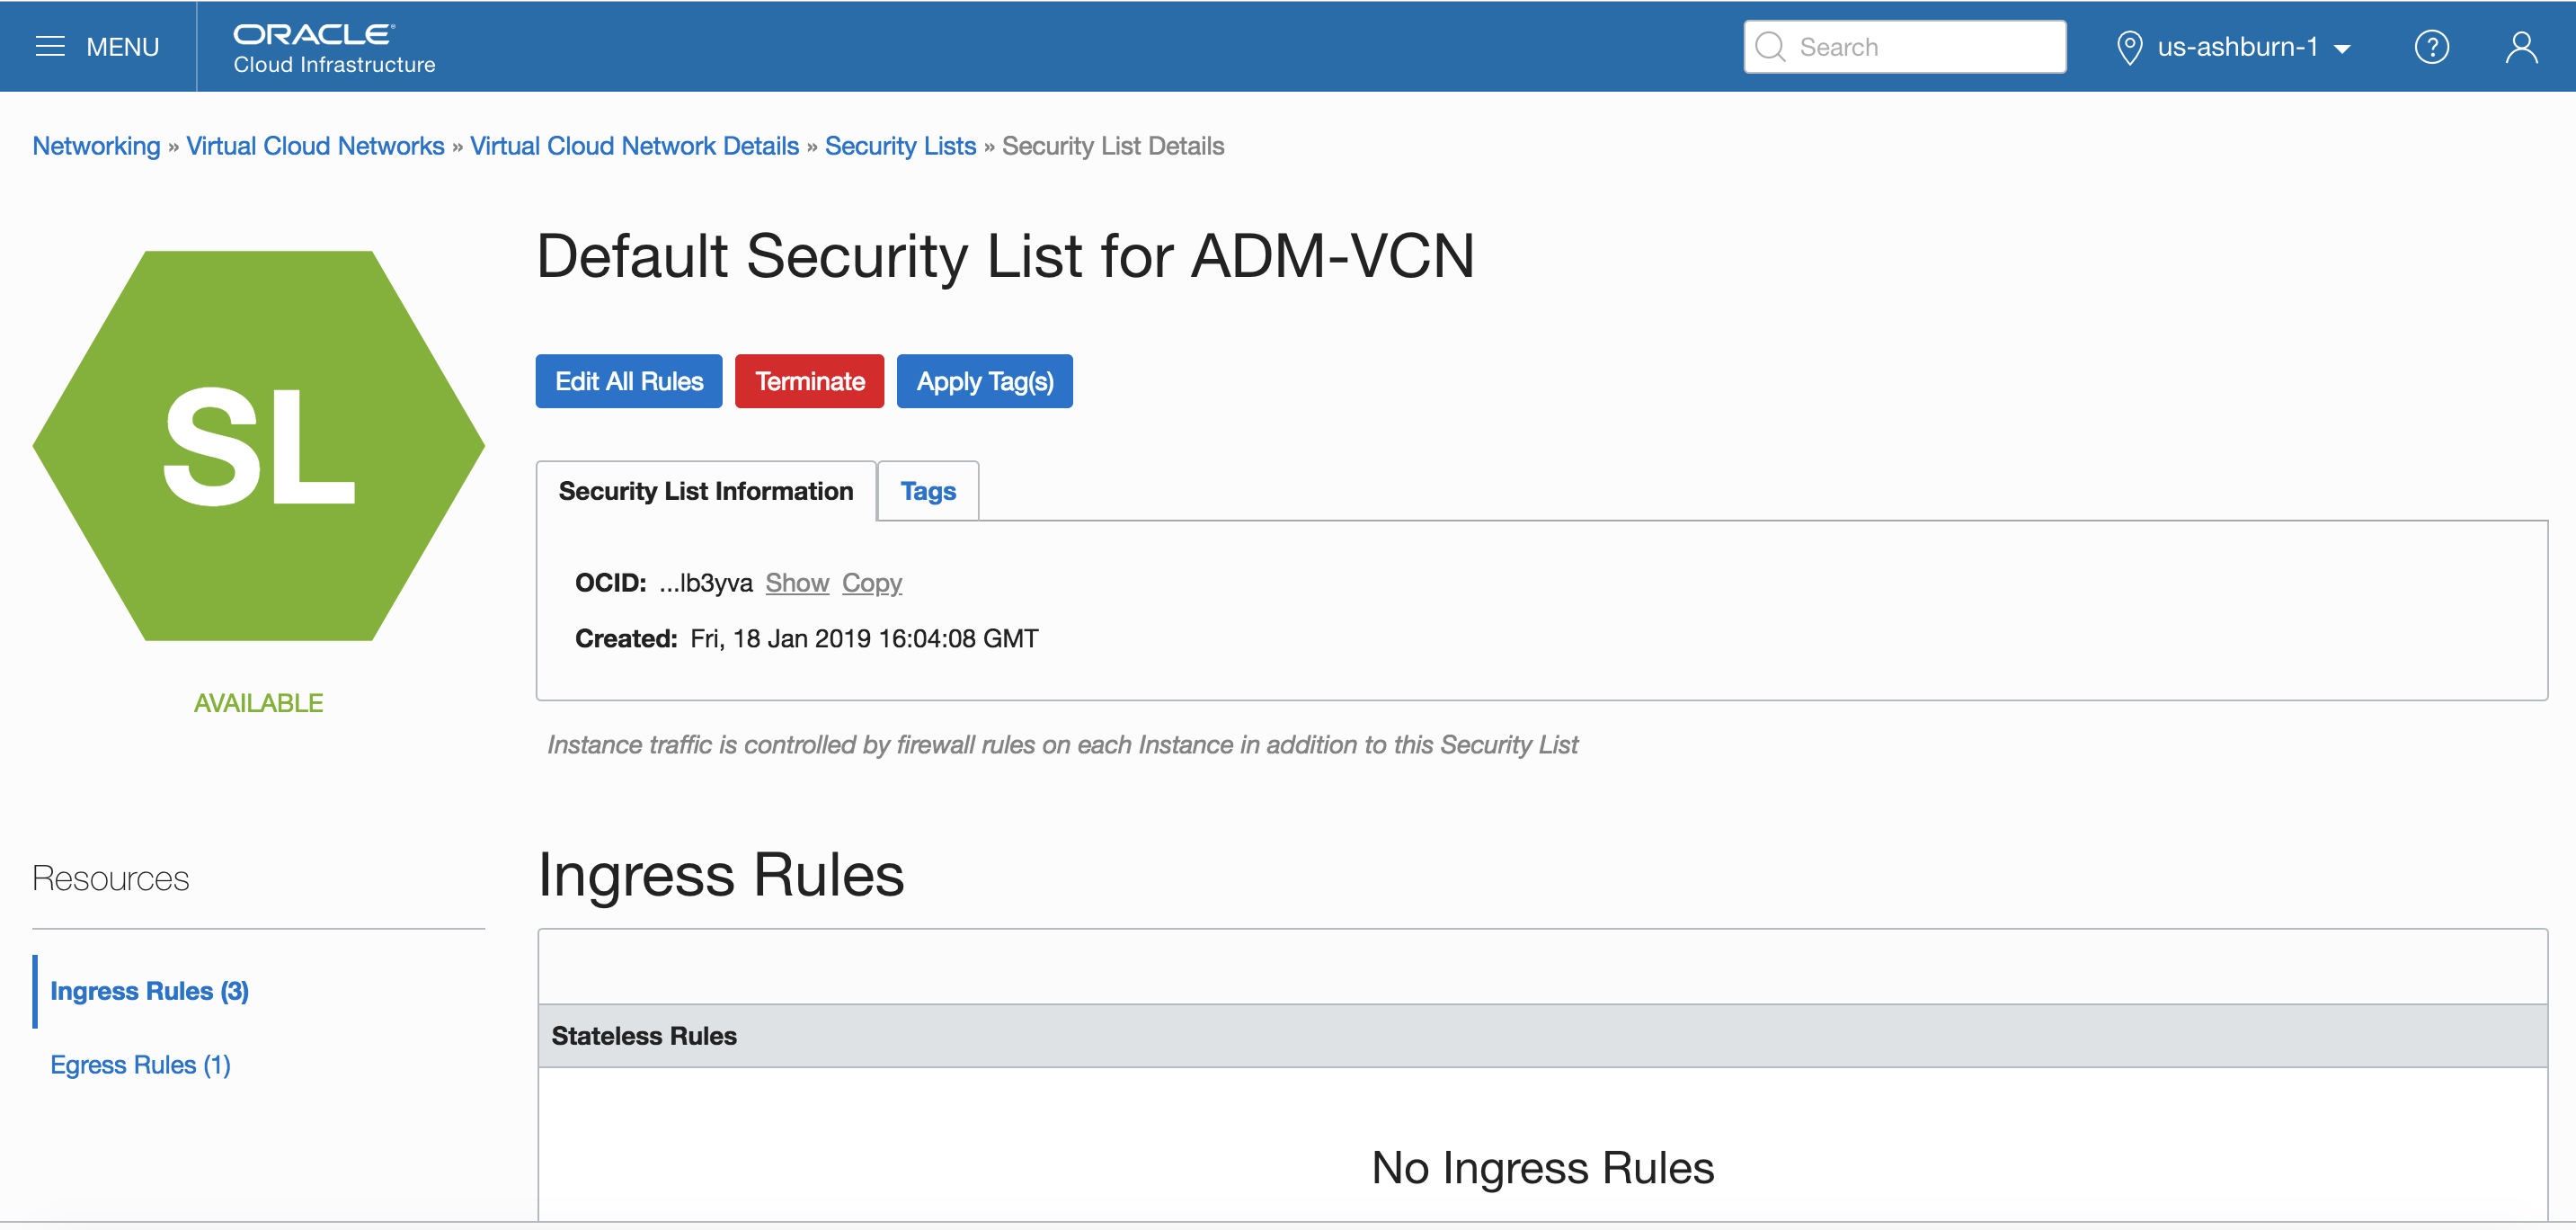 MENU
ORACLE
Cloud Infrastructure
Search
us-ashburn-1
?
Networking » Virtual Cloud Networks » Virtual Cloud Network Details » Security Lists » Security List Details
SL
AVAILABLE
Default Security List for ADM-VCN
Edit All Rules
Terminate
Apply Tag(s)
Security List Information
Tags
OCID: ...lb3yva Show Copy
Created: Fri, 18 Jan 2019 16:04:08 GMT
Instance traffic is controlled by firewall rules on each Instance in addition to this Security List
Resources
Ingress Rules (3)
Egress Rules (1)
Ingress Rules
Stateless Rules
No Ingress Rules